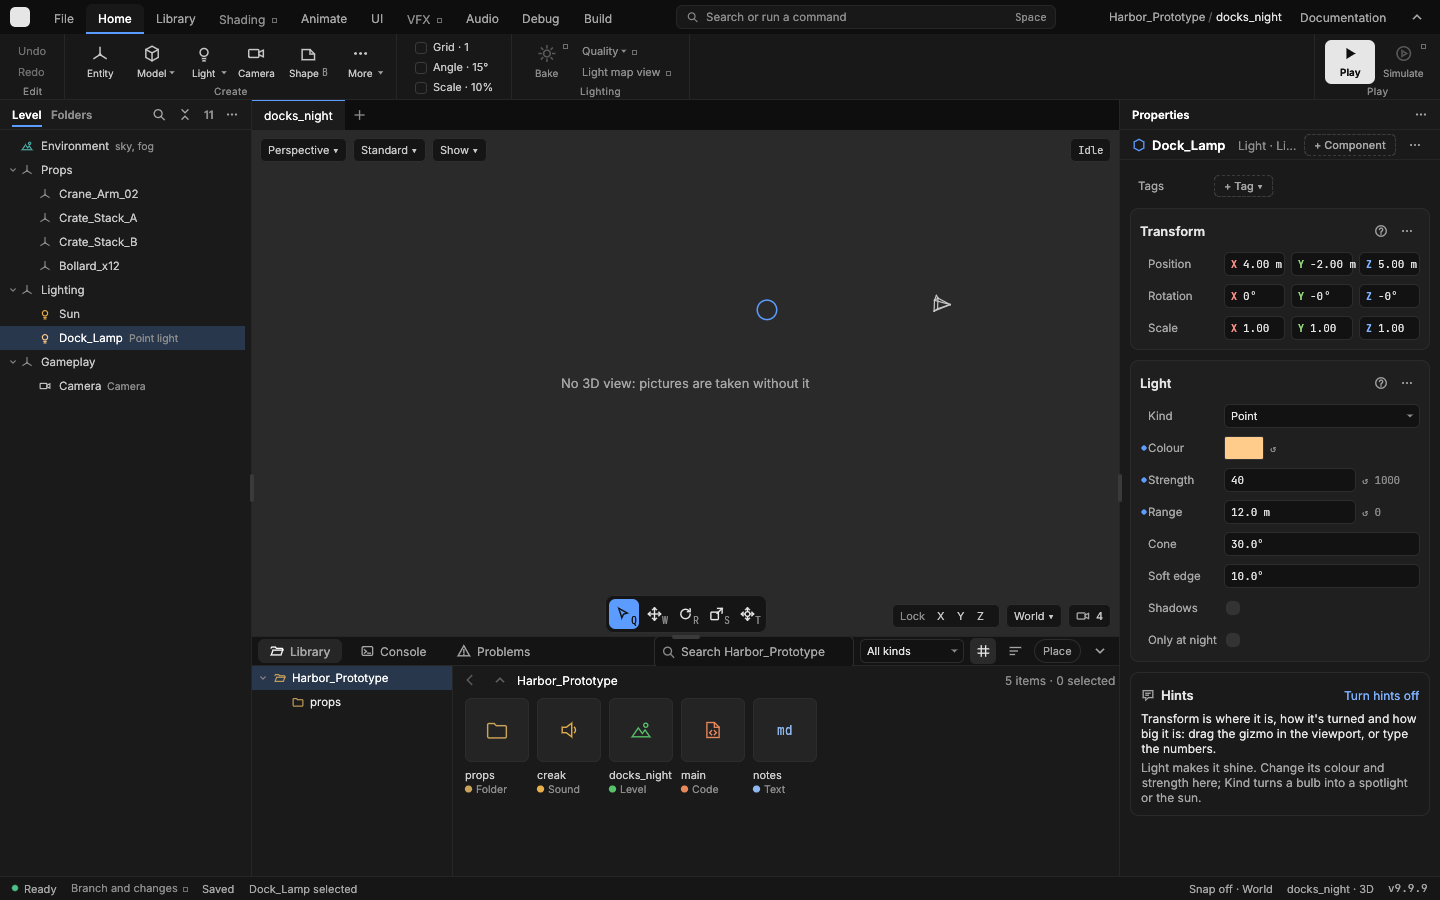 File
Home
Library
Shading
Animate
UI
VFX
Audio
Debug
Build
Search or run a command
Space
Harbor_Prototype / docks_night
Documentation
Undo
Redo
Edit
Entity
Model
Light
Camera
Shape B
More
Create
Grid · 1
Angle · 15°
Scale · 10%
Bake
Quality
Light map view
Lighting
Play
Simulate
Play
Level
Folders
11
Environment sky, fog
Props
Crane_Arm_02
Crate_Stack_A
Crate_Stack_B
Bollard_x12
Lighting
Sun
Dock_Lamp Point light
Gameplay
Camera Camera
docks_night
Perspective
Standard
Show
Idle
No 3D view: pictures are taken without it
Q
W
R
S
T
Lock X Y Z
World
4
Library
Console
Problems
Search Harbor_Prototype
All kinds
Place
Harbor_Prototype
props
Harbor_Prototype
5 items · 0 selected
props
Folder
creak
Sound
docks_night
Level
main
Code
md
notes
Text
Properties
Dock_Lamp
Light · Li...
+ Component
Tags
+ Tag
Transform
Position X 4.00 m Y -2.00 m Z 5.00 m
Rotation X 0° Y -0° Z -0°
Scale X 1.00 Y 1.00 Z 1.00
Light
Kind Point
Colour
Strength 40 1000
Range 12.0 m 0
Cone 30.0°
Soft edge 10.0°
Shadows
Only at night
Hints
Turn hints off
Transform is where it is, how it's turned and how
big it is: drag the gizmo in the viewport, or type
the numbers.
Light makes it shine. Change its colour and
strength here; Kind turns a bulb into a spotlight
or the sun.
Ready
Branch and changes
Saved
Dock_Lamp selected
Snap off · World
docks_night · 3D
v9.9.9